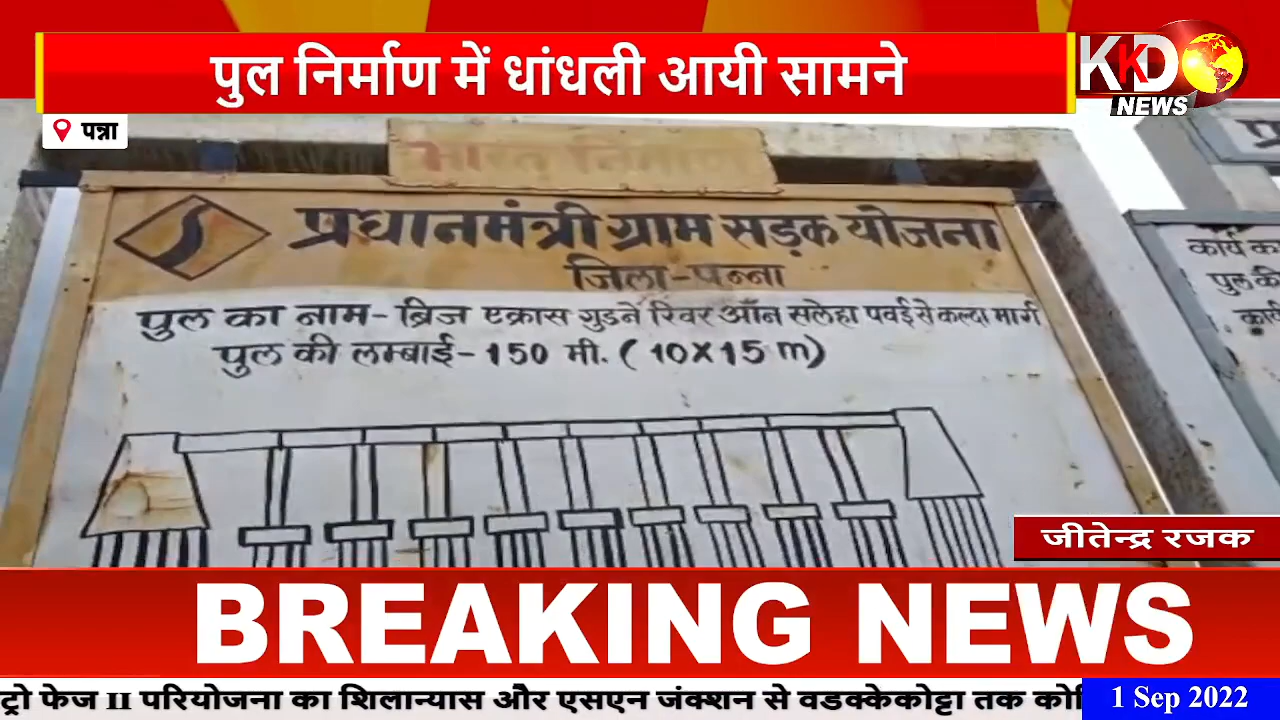 पुल निर्माण में धांधली आयी सामने
KKD
NEWS
पन्ना
भारत निर्माण
प्रधानमंत्री ग्राम सड़क योजना
जिला-पन्ना
पुल का नाम- ब्रिज एक्रास गुडने रिवर ऑन सलेहा पवई से कल्दा मार्ग
पुल की लम्बाई- 150 मी. (10X15 m)
कार्य
पुल की
जीतेन्द्र रजक
BREAKING NEWS
ट्रो फेज II परियोजना का शिलान्यास और एसएन जंक्शन से वडक्केकोट्टा तक
1 Sep 2022